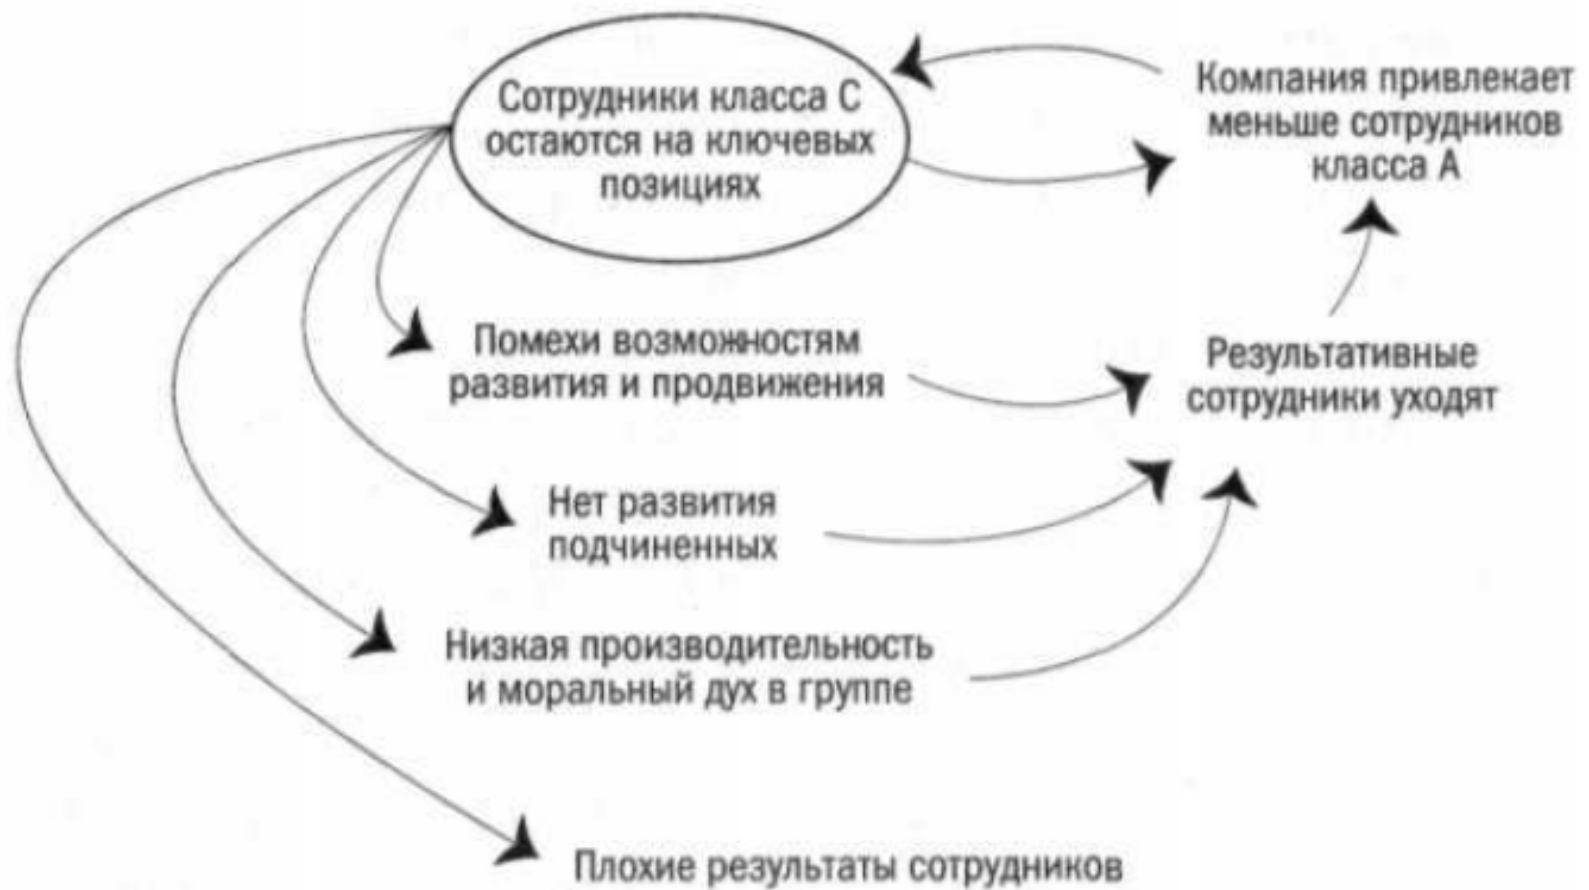 Сотрудники класса С
остаются на ключевых
позициях
Компания привлекает
меньше сотрудников
класса А
Помехи возможностям
развития и продвижения
Результативные
сотрудники уходят
Нет развития
подчиненных
Низкая производительность
и моральный дух в группе
Плохие результаты сотрудников